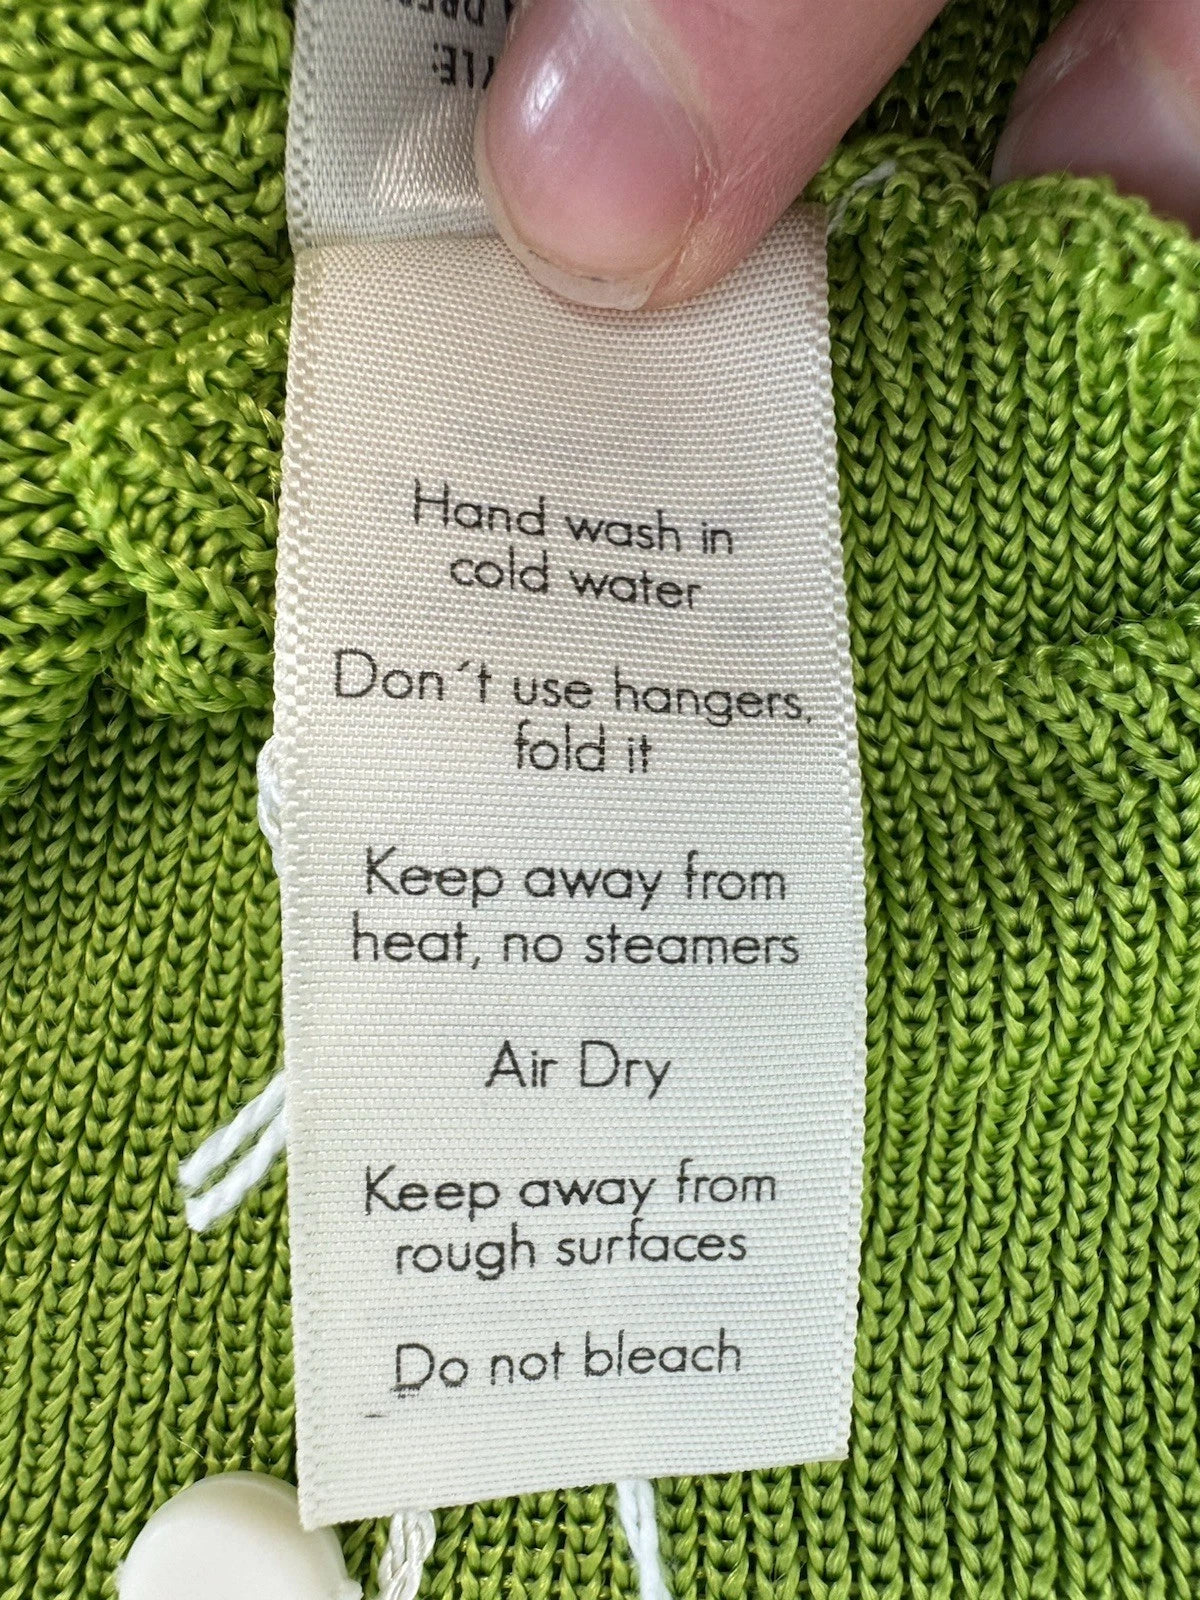 Hand wash in
cold water
Don´t use hangers,
fold it
Keep away from
heat, no steamers
Air Dry
Keep away from
rough surfaces
Do not bleach